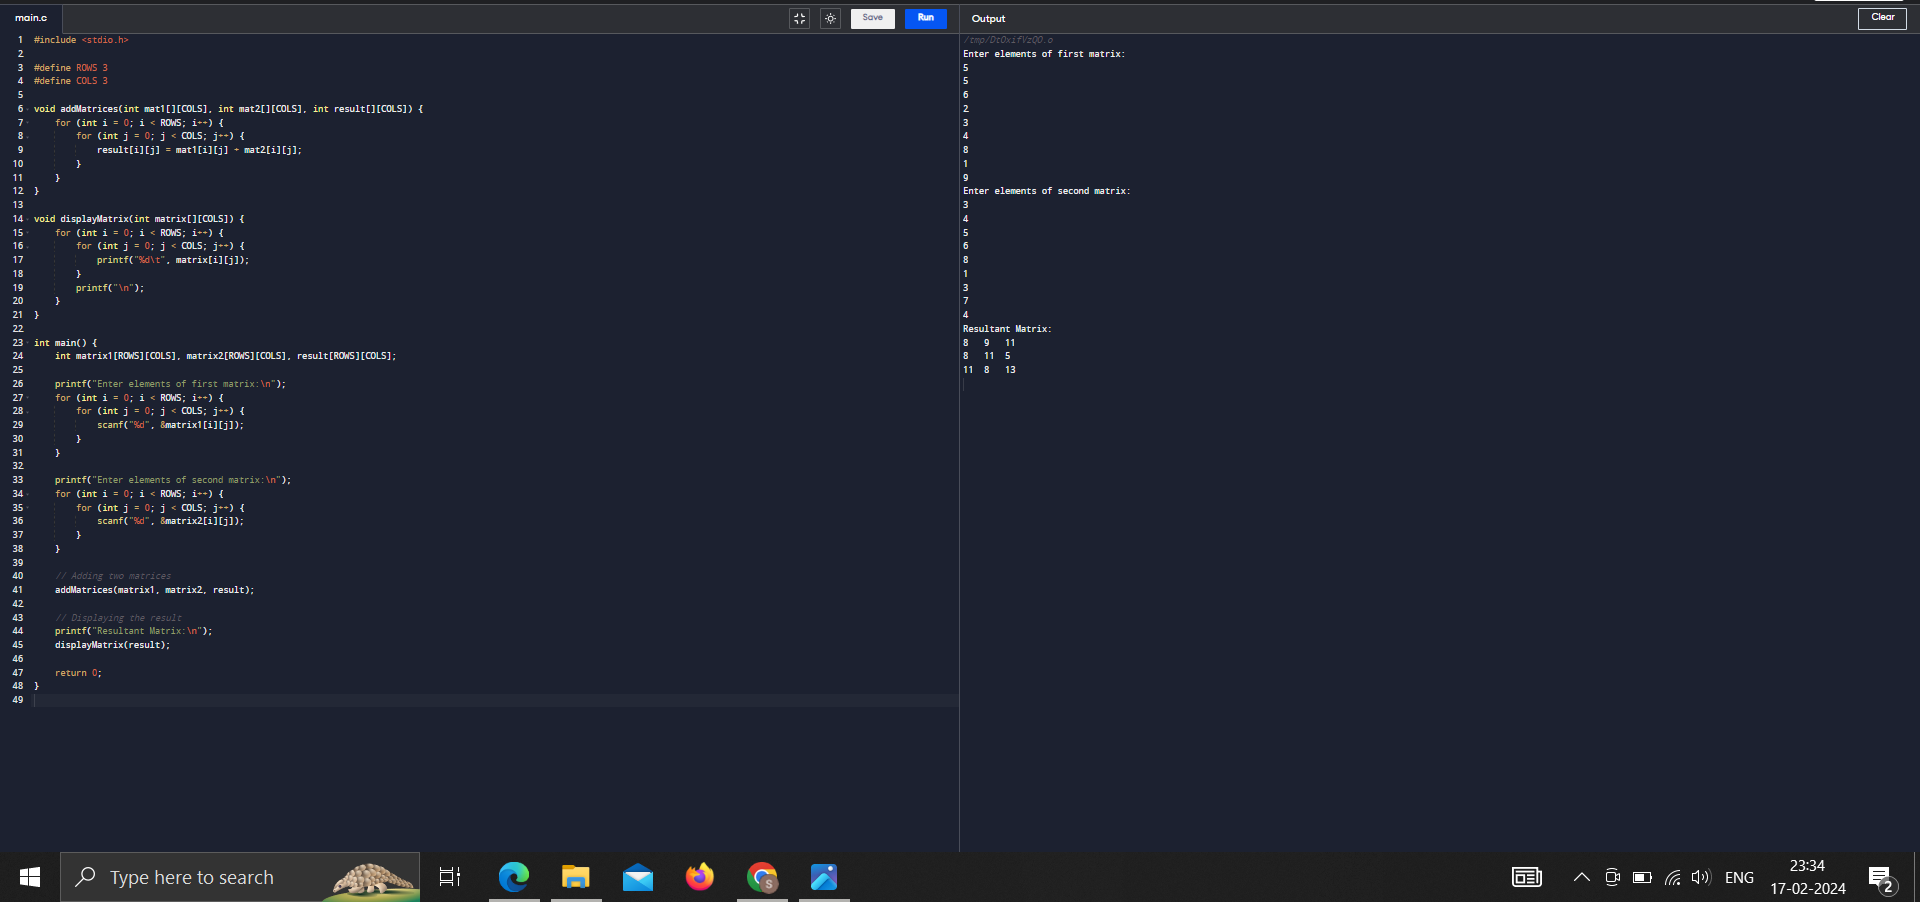 main.c
Save
Run
Output
Clear
1 #include <stdio.h>
2
3 #define ROWS 3
4 #define COLS 3
5
6 void addMatrices(int mat1[][COLS], int mat2[][COLS], int result[][COLS]) {
7     for (int i = 0; i < ROWS; i++) {
8         for (int j = 0; j < COLS; j++) {
9             result[i][j] = mat1[i][j] + mat2[i][j];
10         }
11     }
12 }
13
14 void displayMatrix(int matrix[][COLS]) {
15     for (int i = 0; i < ROWS; i++) {
16         for (int j = 0; j < COLS; j++) {
17             printf("%d\t", matrix[i][j]);
18         }
19         printf("\n");
20     }
21 }
22
23 int main() {
24     int matrix1[ROWS][COLS], matrix2[ROWS][COLS], result[ROWS][COLS];
25
26     printf("Enter elements of first matrix:\n");
27     for (int i = 0; i < ROWS; i++) {
28         for (int j = 0; j < COLS; j++) {
29             scanf("%d", &matrix1[i][j]);
30         }
31     }
32
33     printf("Enter elements of second matrix:\n");
34     for (int i = 0; i < ROWS; i++) {
35         for (int j = 0; j < COLS; j++) {
36             scanf("%d", &matrix2[i][j]);
37         }
38     }
39
40     // Adding two matrices
41     addMatrices(matrix1, matrix2, result);
42
43     // Displaying the result
44     printf("Resultant Matrix:\n");
45     displayMatrix(result);
46
47     return 0;
48 }
49
/tmp/DtOxifVzQO.o
Enter elements of first matrix:
5
5
6
2
3
4
8
1
9
Enter elements of second matrix:
3
4
5
6
8
1
3
7
4
Resultant Matrix:
8 9 11
8 11 5
11 8 13
Type here to search
S
ENG
23:34
17-02-2024
2